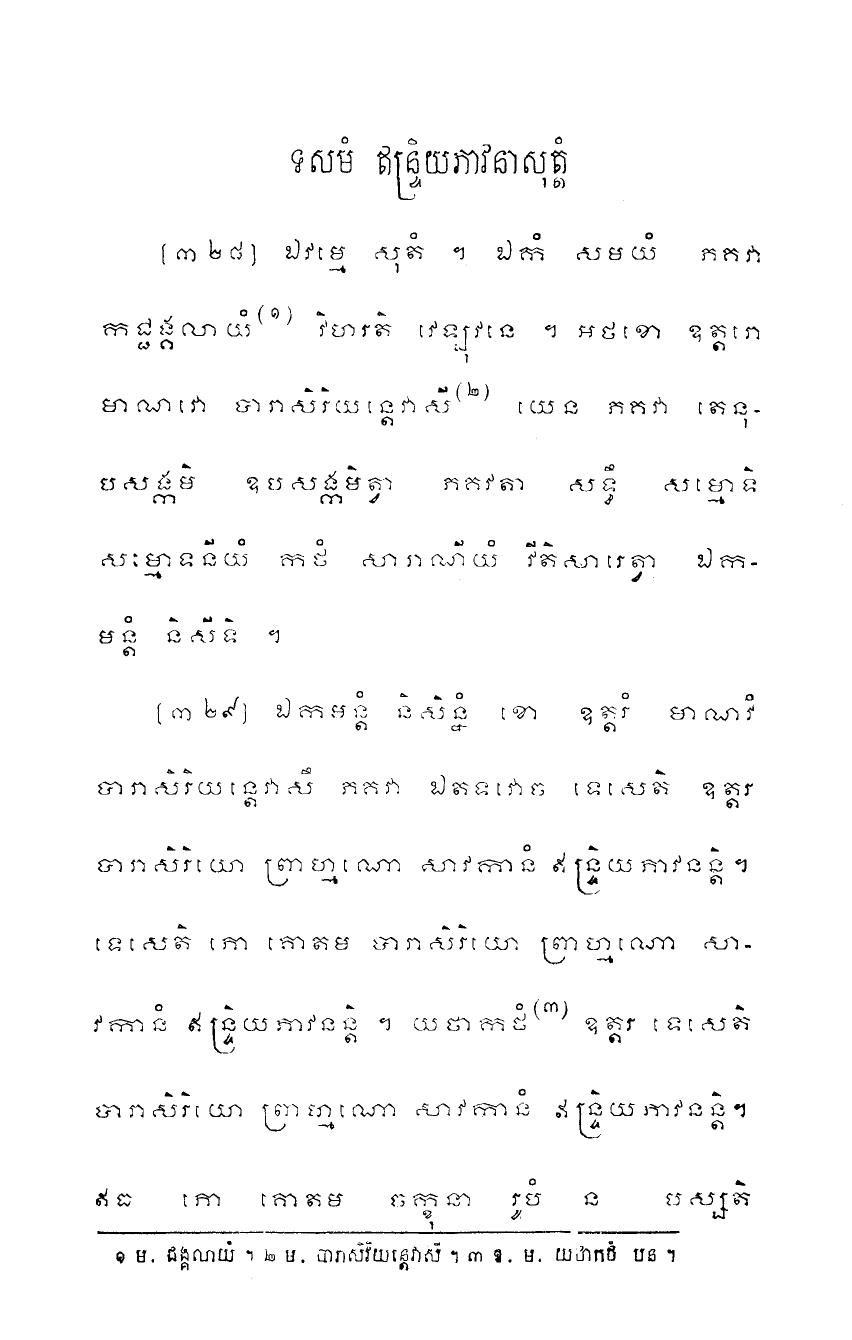 ទសមំ ឥន្ទ្រិយភាវនាសុត្តំ
[៣២៨] ឯវម្មេ សុតំ ។ ឯកំ សមយំ ភគវា
កជ្ជង្គលាយំ(១) វិហរតិ វេឡុវនេ ។ អថខោ ឧត្តរោ
មាណវោ បារាសិរិយន្តេវាសី(២) យេន ភគវា តេនុ-
បសង្កមិ ឧបសង្កមិត្វា ភគវតា សទ្ធឹ សម្មោទិ
សម្មោទនីយំ កថំ សារាណីយំ វីតិសារេត្វា ឯក-
មន្តំ និសីទិ ។
[៣២៩] ឯកមន្តំ និសិន្នំ ខោ ឧត្តរំ មាណវំ
បារាសិរិយន្តេវាសឹ ភគវា ឯតទវោច ទេសេតិ ឧត្តរ
បារាសិរិយោ ព្រាហ្មណោ សាវកានំ ឥន្ទ្រិយភាវនន្តិ។
ទេសេតិ ភោ គោតម បារាសិរិយោ ព្រាហ្មណោ សា-
វកានំ ឥន្ទ្រិយភាវនន្តិ ។ យថាកថំ(៣) ឧត្តរ ទេសេតិ
បារាសិរិយោ ព្រាហ្មណោ សាវកានំ ឥន្ទ្រិយភាវនន្តិ។
ឥធ ភោ គោតម ចក្ខុនា រូបំ ន បស្សតិ
១ ម. ជង្គលាយំ ។ ២ ម. បារាសិវិយន្តេវាសី ។ ៣ ឱ. ម. យថាកថំ បន ។